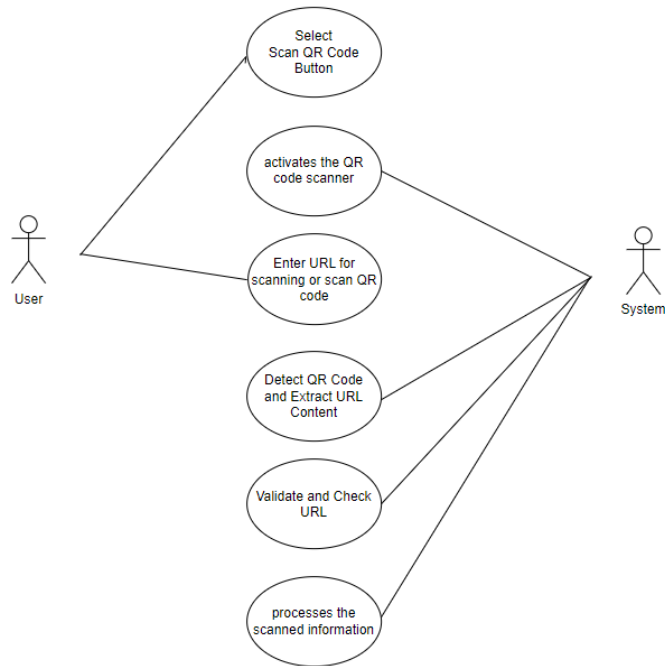 Select
Scan QR Code
Button
activates the QR
code scanner
Enter URL for
scanning or scan QR
code
User
System
Detect QR Code
and Extract URL
Content
Validate and Check
URL
processes the
scanned information